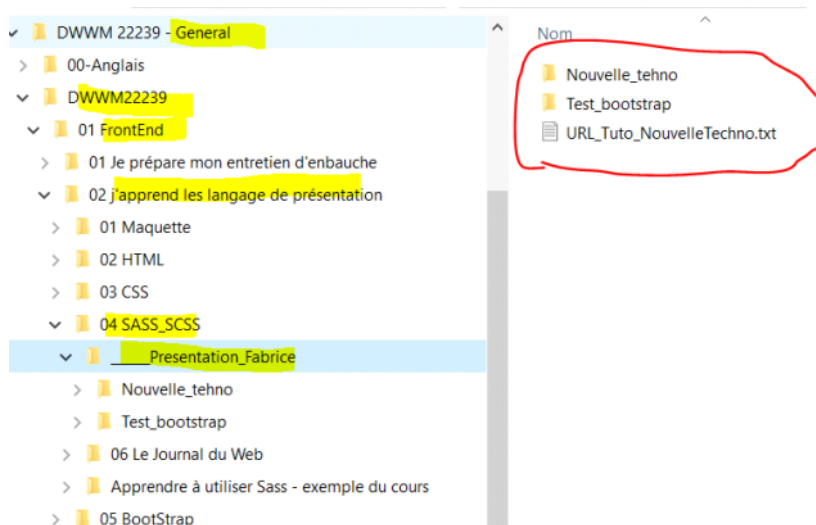 DWWM 22239 - General
00-Anglais
DWWM22239
01 FrontEnd
01 Je prépare mon entretien d'enbauche
02 j'apprend les langage de présentation
01 Maquette
02 HTML
03 CSS
04 SASS_SCSS
_____Presentation_Fabrice
Nouvelle_tehno
Test_bootstrap
06 Le Journal du Web
Apprendre à utiliser Sass - exemple du cours
05 BootStrap
Nom
Nouvelle_tehno
Test_bootstrap
URL_Tuto_NouvelleTechno.txt